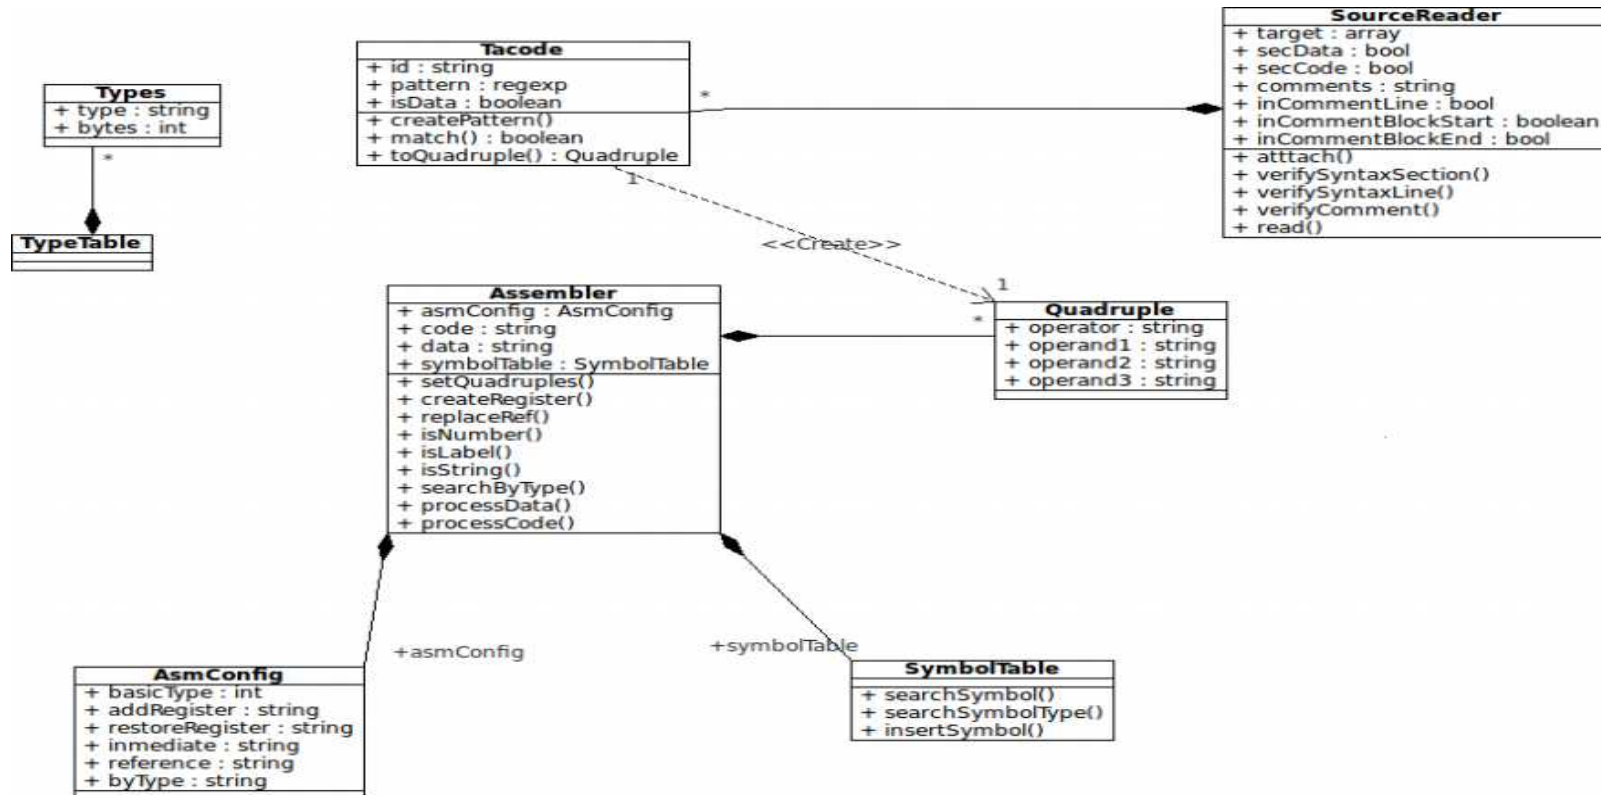 SourceReader
+ target : array
+ secData : bool
+ secCode : bool
+ comments : string
+ inCommentLine : bool
+ inCommentBlockStart : boolean
+ inCommentBlockEnd : bool
+ atttach()
+ verifySyntaxSection()
+ verifySyntaxLine()
+ verifyComment()
+ read()
Tacode
+ id : string
+ pattern : regexp
+ isData : boolean
+ createPattern()
+ match() : boolean
+ toQuadruple() : Quadruple
*
1
Types
+ type : string
+ bytes : int
*
TypeTable
<<Create>>
1
*
Quadruple
+ operator : string
+ operand1 : string
+ operand2 : string
+ operand3 : string
Assembler
+ asmConfig : AsmConfig
+ code : string
+ data : string
+ symbolTable : SymbolTable
+ setQuadruples()
+ createRegister()
+ replaceRef()
+ isNumber()
+ isLabel()
+ isString()
+ searchByType()
+ processData()
+ processCode()
+asmConfig
+symbolTable
AsmConfig
+ basicType : int
+ addRegister : string
+ restoreRegister : string
+ inmediate : string
+ reference : string
+ byType : string
SymbolTable
+ searchSymbol()
+ searchSymbolType()
+ insertSymbol()